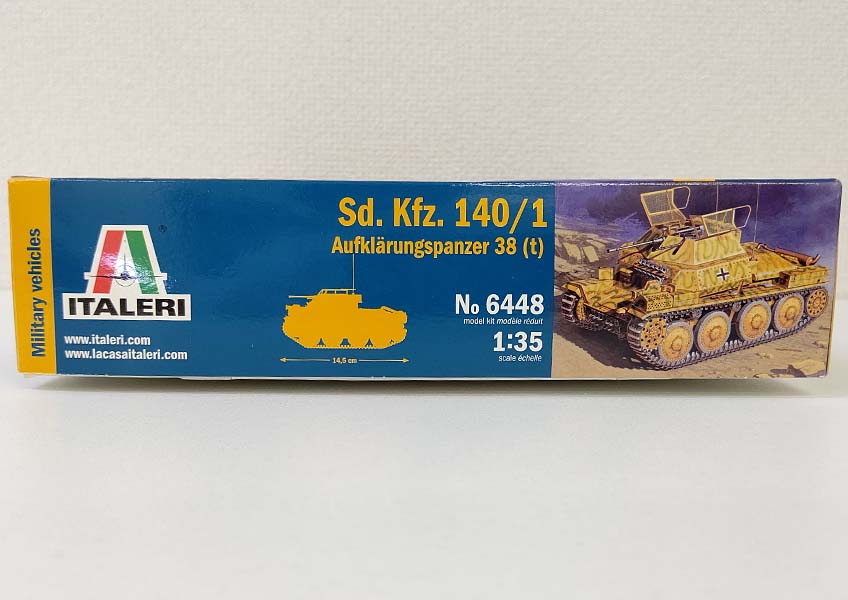 Military vehicles
ITALERI
®
www.italeri.com
www.lacasaitaleri.com
Sd. Kfz. 140/1
Aufklärungspanzer 38 (t)
No 6448
model kit modèle réduit
1:35
scale échelle
14,5 cm